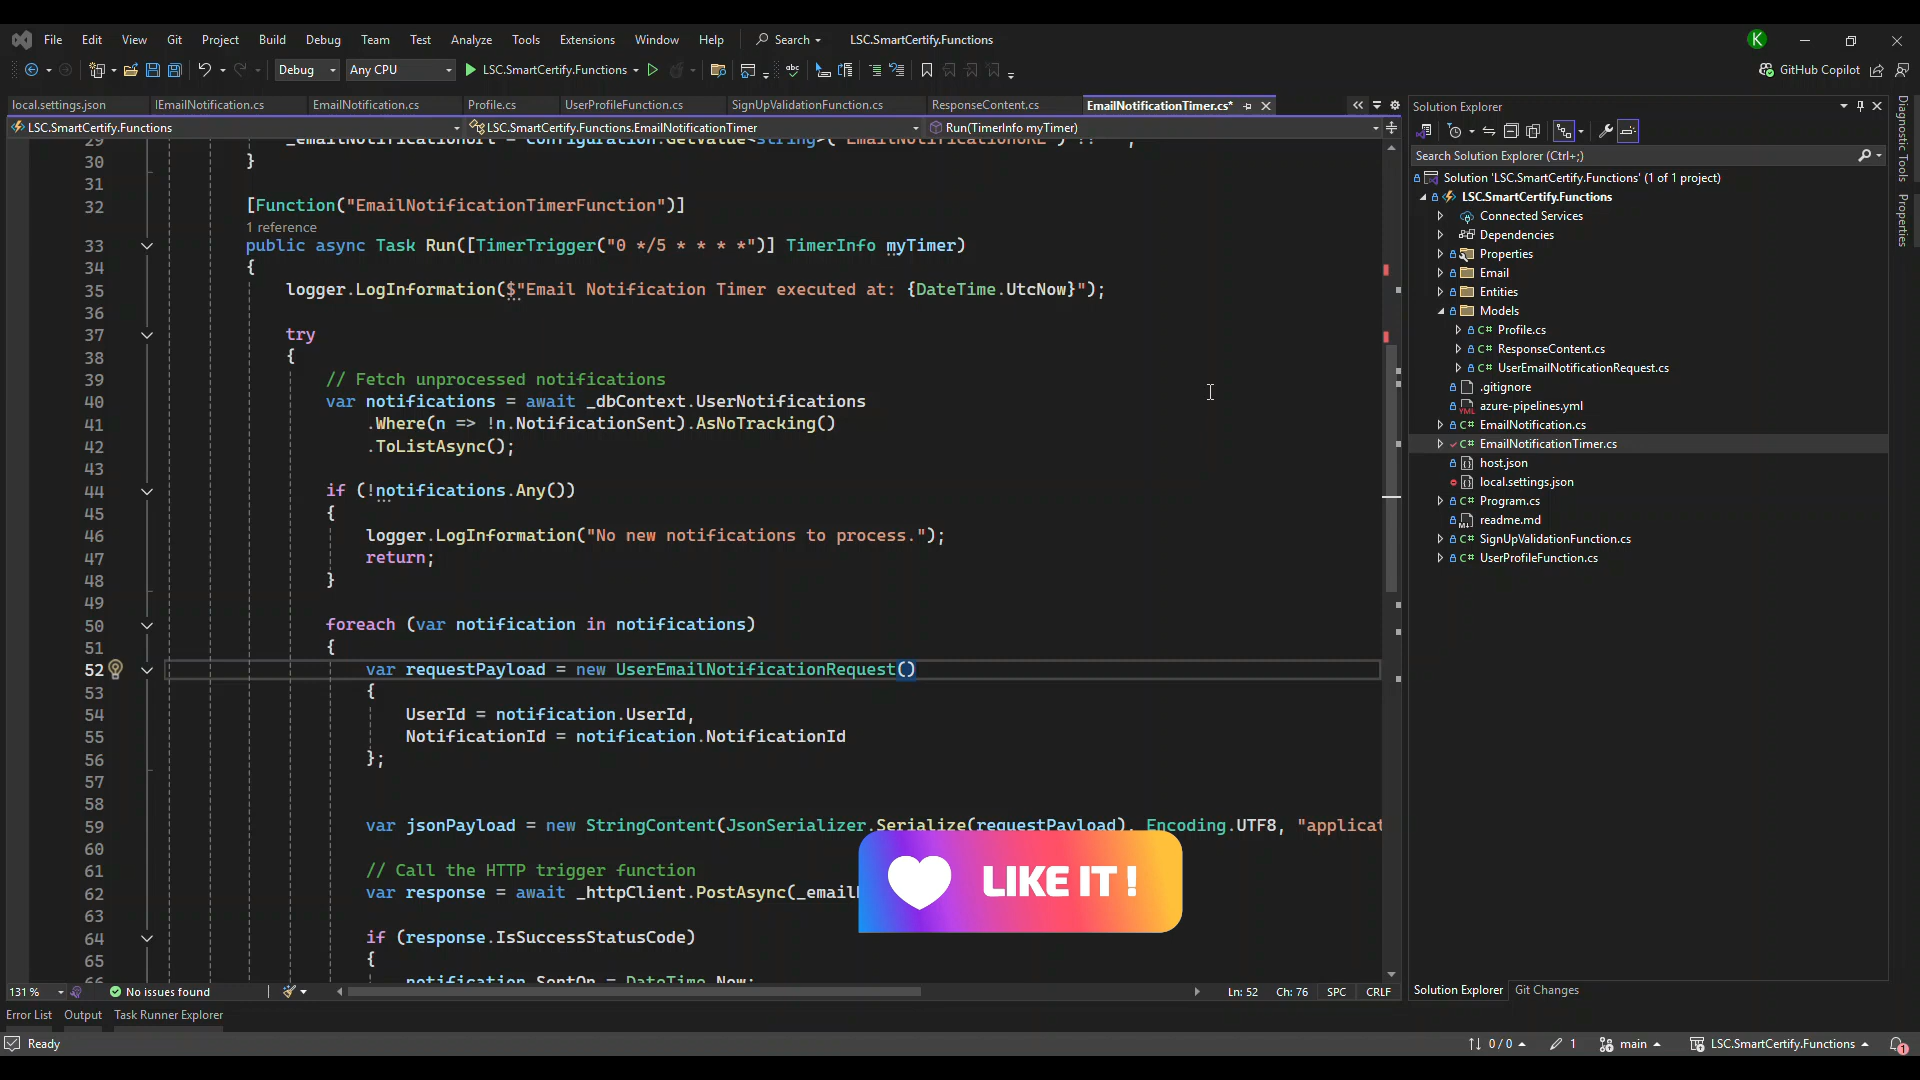 File Edit View Git Project Build Debug Team Test Analyze Tools Extensions Window Help Search LSC.SmartCertify.Functions K
Debug Any CPU LSC.SmartCertify.Functions GitHub Copilot
local.settings.json IEmailNotification.cs EmailNotification.cs Profile.cs UserProfileFunction.cs SignUpValidationFunction.cs ResponseContent.cs EmailNotificationTimer.cs*
LSC.SmartCertify.Functions LSC.SmartCertify.Functions.EmailNotificationTimer Run(TimerInfo myTimer)
30 }
31
32 [Function("EmailNotificationTimerFunction")]
1 reference
33 public async Task Run([TimerTrigger("0 */5 * * * *")] TimerInfo myTimer)
34 {
35 logger.LogInformation($"Email Notification Timer executed at: {DateTime.UtcNow}");
36
37 try
38 {
39 // Fetch unprocessed notifications
40 var notifications = await _dbContext.UserNotifications
41 .Where(n => !n.NotificationSent).AsNoTracking()
42 .ToListAsync();
43
44 if (!notifications.Any())
45 {
46 logger.LogInformation("No new notifications to process.");
47 return;
48 }
49
50 foreach (var notification in notifications)
51 {
52 var requestPayload = new UserEmailNotificationRequest()
53 {
54 UserId = notification.UserId,
55 NotificationId = notification.NotificationId
56 };
57
58
59 var jsonPayload = new StringContent(JsonSerializer.Serialize(requestPayload), Encoding.UTF8, "applicat
60
61 // Call the HTTP trigger function
62 var response = await _httpClient.PostAsync(_email
63
64 if (response.IsSuccessStatusCode)
65 {
notification.SentOn = DateTime.Now;
LIKE IT !
131 % No issues found Ln: 52 Ch: 76 SPC CRLF
Error List Output Task Runner Explorer
Solution Explorer
Search Solution Explorer (Ctrl+;)
Solution 'LSC.SmartCertify.Functions' (1 of 1 project)
LSC.SmartCertify.Functions
Connected Services
Dependencies
Properties
Email
Entities
Models
C# Profile.cs
C# ResponseContent.cs
C# UserEmailNotificationRequest.cs
.gitignore
azure-pipelines.yml
C# EmailNotification.cs
C# EmailNotificationTimer.cs
host.json
local.settings.json
C# Program.cs
readme.md
C# SignUpValidationFunction.cs
C# UserProfileFunction.cs
Solution Explorer Git Changes
Diagnostic Tools
Properties
Ready 0 / 0 1 main LSC.SmartCertify.Functions 1